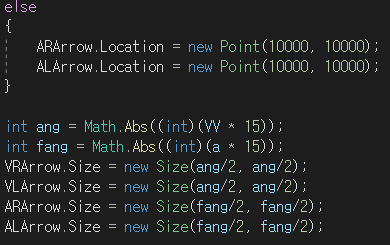 else
{
ARArrow.Location = new Point(10000, 10000);
ALArrow.Location = new Point(10000, 10000);
}
int ang = Math.Abs((int)(VV * 15));
int fang = Math.Abs((int)(a * 15));
VRArrow.Size = new Size(ang/2, ang/2);
VLArrow.Size = new Size(ang/2, ang/2);
ARArrow.Size = new Size(fang/2, fang/2);
ALArrow.Size = new Size(fang/2, fang/2);